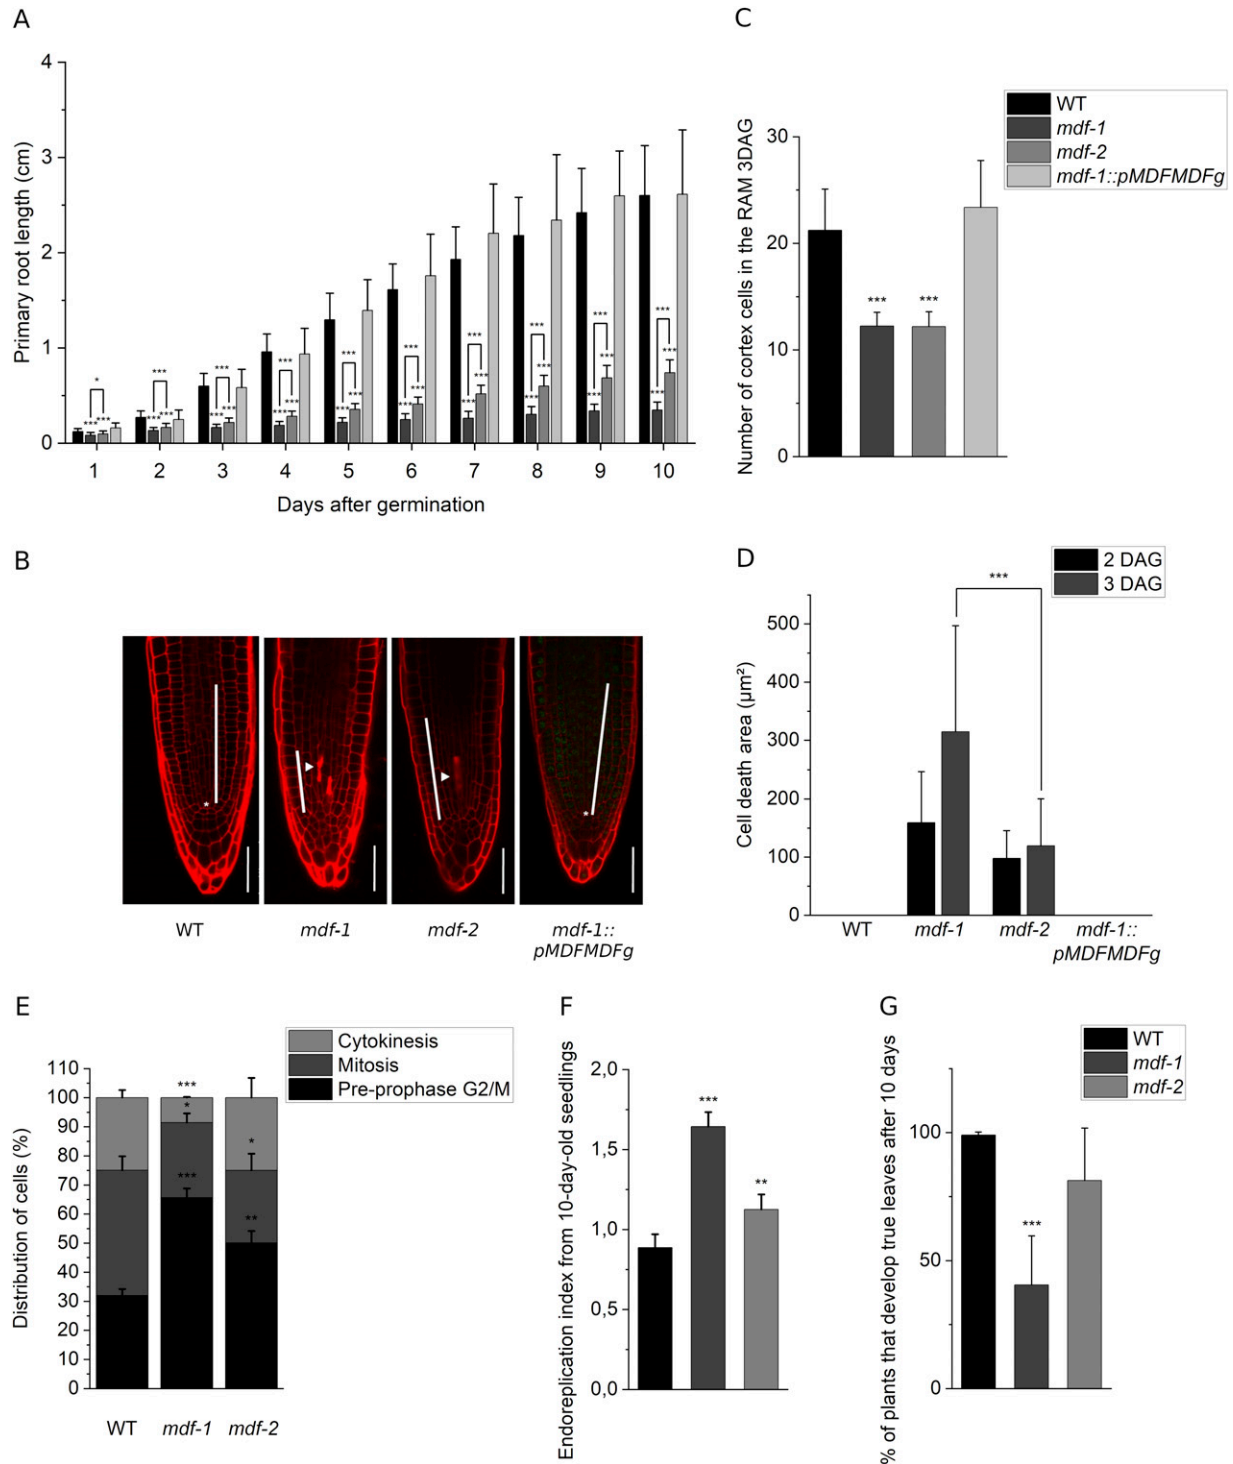 A
Primary root length (cm)
4
3
2
1
0
* *** *** *** *** *** *** *** *** ***
*** *** *** *** *** *** *** *** *** *** *** *** *** *** *** *** *** *** *** ***
1 2 3 4 5 6 7 8 9 10
Days after germination
C
WT
mdf-1
mdf-2
mdf-1::pMDFMDFg
Number of cortex cells in the RAM 3DAG
30
20
10
0
*** ***
B
* *
WT mdf-1 mdf-2 mdf-1::
pMDFMDFg
D
2 DAG
3 DAG
***
Cell death area (µm²)
500
400
300
200
100
0
WT mdf-1 mdf-2 mdf-1::
pMDFMDFg
E
Cytokinesis
Mitosis
Pre-prophase G2/M
Distribution of cells (%)
110
100
90
80
70
60
50
40
30
20
10
0
***
*
*
***
**
WT mdf-1 mdf-2
F
Endoreplication index from 10-day-old seedlings
2,0
1,5
1,0
0,5
0,0
***
**
G
WT
mdf-1
mdf-2
% of plants that develop true leaves after 10 days
100
50
0
***